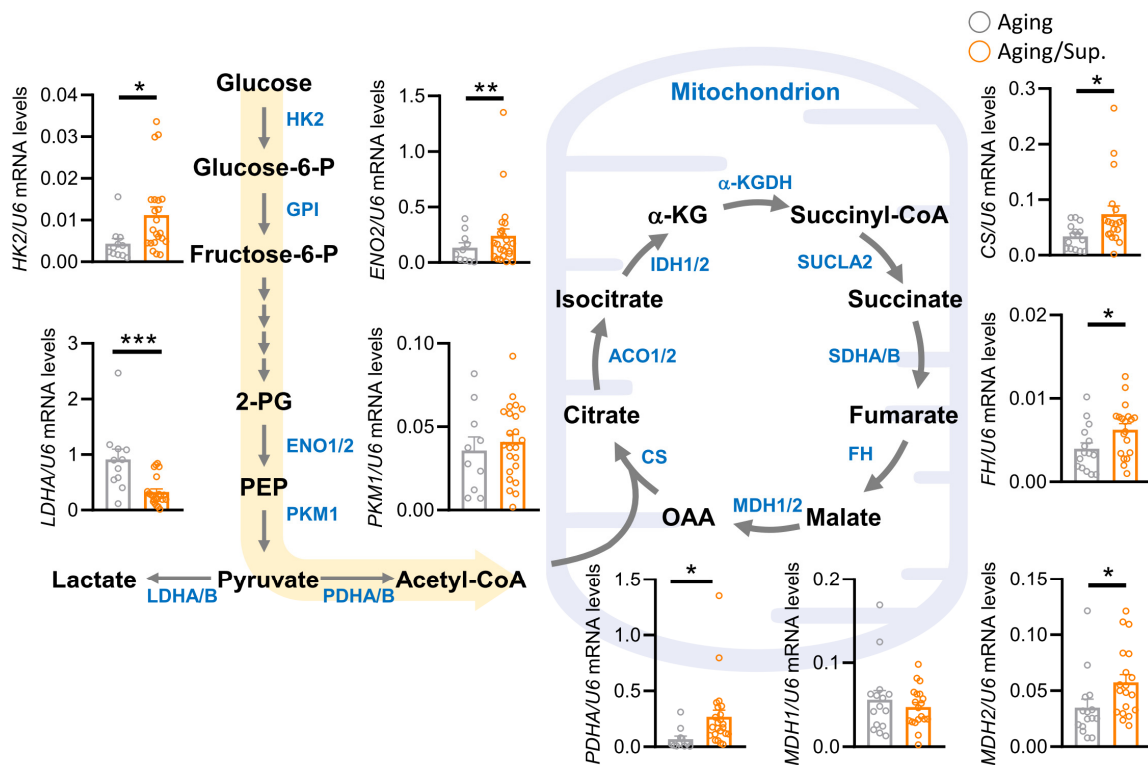 Aging
Aging/Sup.
*
HK2/U6 mRNA levels
0.04
0.03
0.02
0.01
0.00
Glucose
HK2
Glucose-6-P
GPI
Fructose-6-P
2-PG
ENO1/2
PEP
PKM1
Lactate
LDHA/B
Pyruvate
PDHA/B
Acetyl-CoA
**
ENO2/U6 mRNA levels
1.5
1.0
0.5
0.0
***
LDHA/U6 mRNA levels
3
2
1
0
PKM1/U6 mRNA levels
0.10
0.05
0.00
Mitochondrion
α-KGDH
α-KG
Succinyl-CoA
IDH1/2
SUCLA2
Isocitrate
Succinate
ACO1/2
SDHA/B
Citrate
Fumarate
CS
FH
OAA
MDH1/2
Malate
*
CS/U6 mRNA levels
0.3
0.2
0.1
0.0
*
FH/U6 mRNA levels
0.02
0.01
0.00
*
PDHA/U6 mRNA levels
1.5
1.0
0.5
0.0
MDH1/U6 mRNA levels
0.2
0.1
0.0
*
MDH2/U6 mRNA levels
0.15
0.10
0.05
0.00